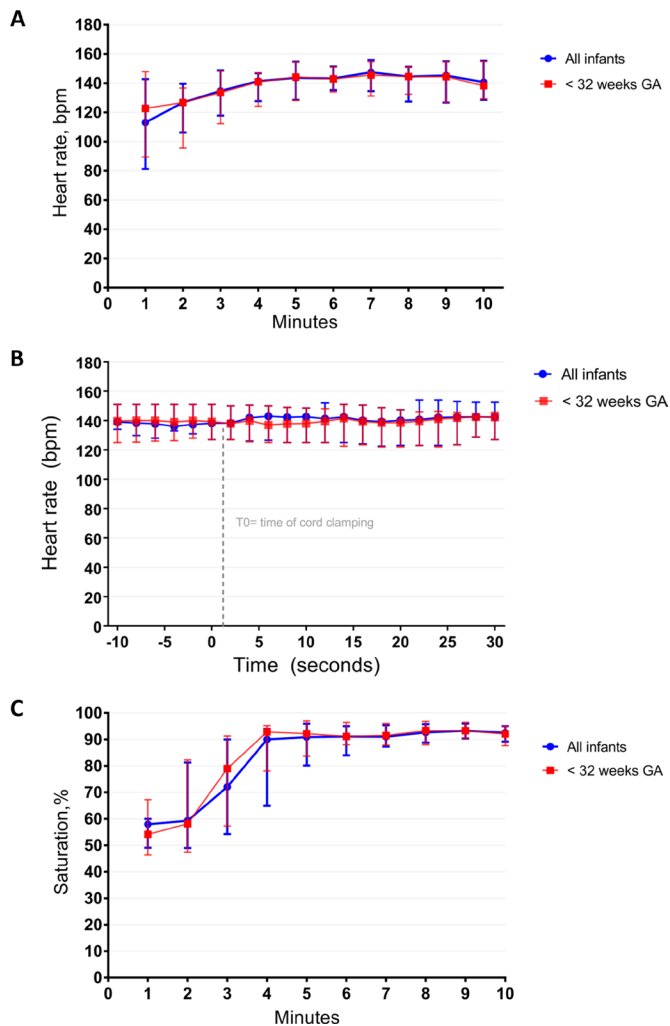 A
180
160
140
120
100
80
60
40
20
0
Heart rate, bpm
0 1 2 3 4 5 6 7 8 9 10
Minutes
All infants
< 32 weeks GA
B
180
160
140
120
100
80
60
40
20
0
Heart rate (bpm)
T0= time of cord clamping
-10 -5 0 5 10 15 20 25 30
Time (seconds)
All infants
< 32 weeks GA
C
100
90
80
70
60
50
40
30
20
10
0
Saturation,%
0 1 2 3 4 5 6 7 8 9 10
Minutes
All infants
< 32 weeks GA